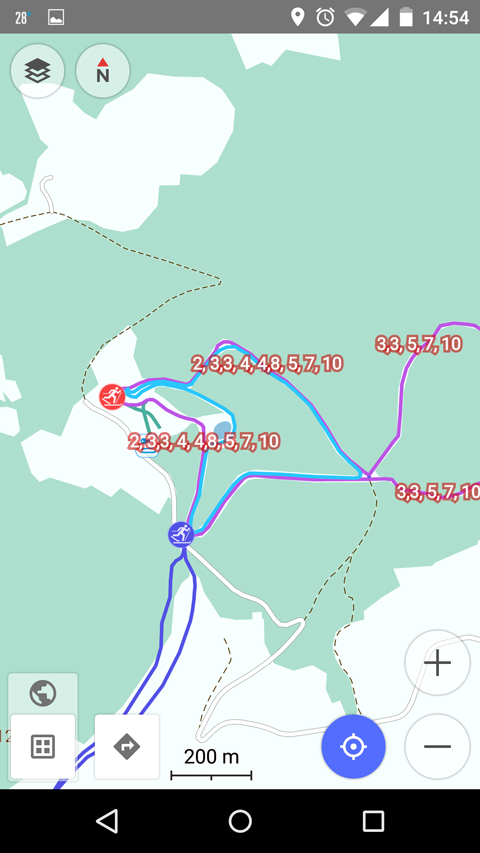 28°
14:54
N
3,3, 5, 7, 10
2, 3,3, 4, 4,8, 5, 7, 10
2, 3,3, 4, 4,8, 5, 7, 10
3,3, 5, 7, 10
200 m